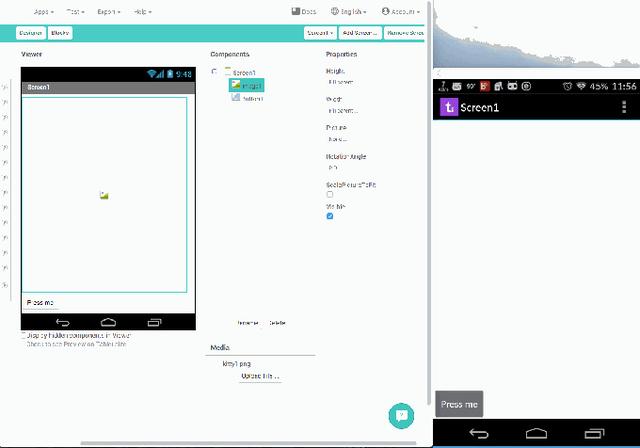 Apps Test Export Help Docs English Account
Designer Blocks Screen1 Add Screen... Remove Screen
Viewer Components Properties
9:48
Screen1
Screen1
Image1
Button1
Height
Fill parent...
Width
Fill parent...
Picture
None...
Rotation Angle
0.0
ScalePictureToFit
Visible
Press me
Display hidden components in Viewer
Check to see Preview on Tablet size
Rename Delete
Media
kitty1.png
Upload File ...
45% 11:56
Screen1
Press me